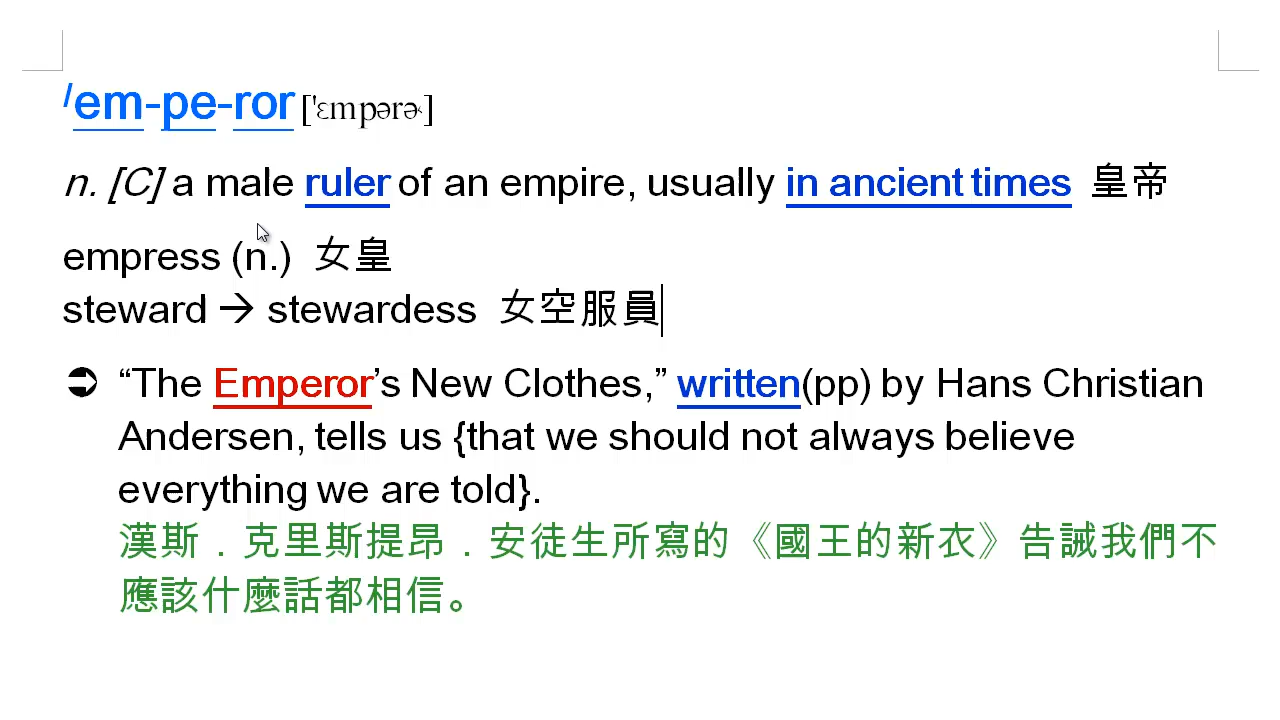 /em-pe-ror [ˈɛmpərɚ]
n. [C] a male ruler of an empire, usually in ancient times 皇帝
empress (n.) 女皇
steward → stewardess 女空服員
➲ “The Emperor’s New Clothes,” written(pp) by Hans Christian
Andersen, tells us {that we should not always believe
everything we are told}.
漢斯．克里斯提昂．安徒生所寫的《國王的新衣》告誡我們不
應該什麼話都相信。